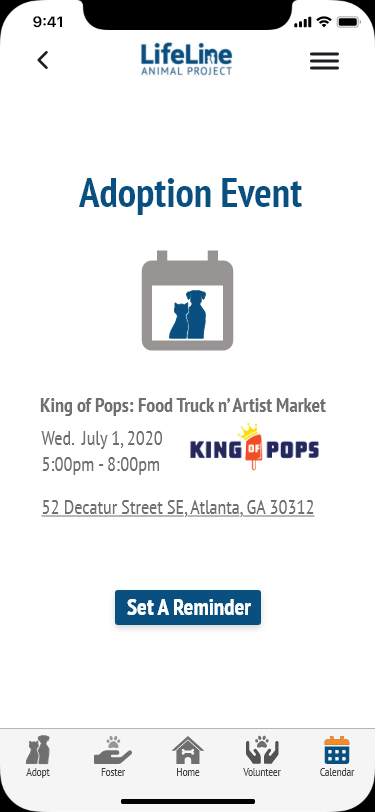 9:41
LifeLine
ANIMAL PROJECT
Adoption Event
King of Pops: Food Truck n’ Artist Market
Wed. July 1, 2020
5:00pm - 8:00pm
KING OF POPS
52 Decatur Street SE, Atlanta, GA 30312
Set A Reminder
Adopt Foster Home Volunteer Calendar